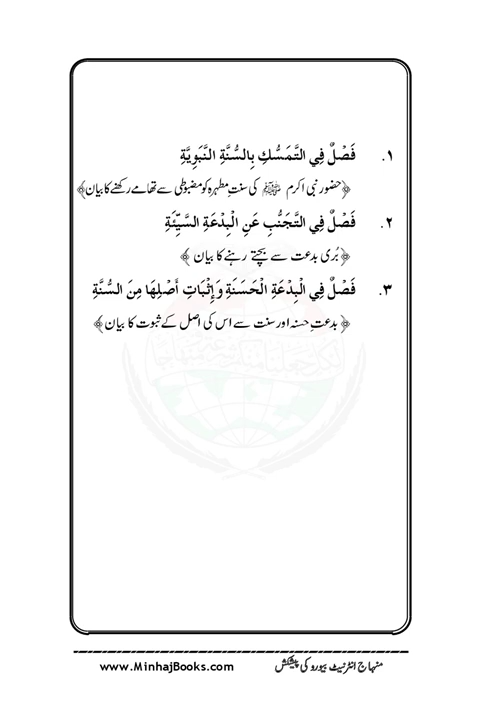 ١. فَصْلٌ فِي التَّمَسُّكِ بِالسُّنَّةِ النَّبَوِيَّةِ
﴿حضور نبی اکرم ﷺ کی سنتِ مطہرہ کو مضبوطی سے تھامے رکھنے کا بیان﴾
٢. فَصْلٌ فِي التَّجَنُّبِ عَنِ الْبِدْعَةِ السَّيِّئَةِ
﴿بُری بدعت سے بچتے رہنے کا بیان﴾
٣. فَصْلٌ فِي الْبِدْعَةِ الْحَسَنَةِ وَإِثْبَاتِ أَصْلِهَا مِنَ السُّنَّةِ
﴿بدعتِ حسنہ اور سنت سے اس کی اصل کے ثبوت کا بیان﴾
منہاج انٹرنیٹ بیورو کی پیشکش www.MinhajBooks.com